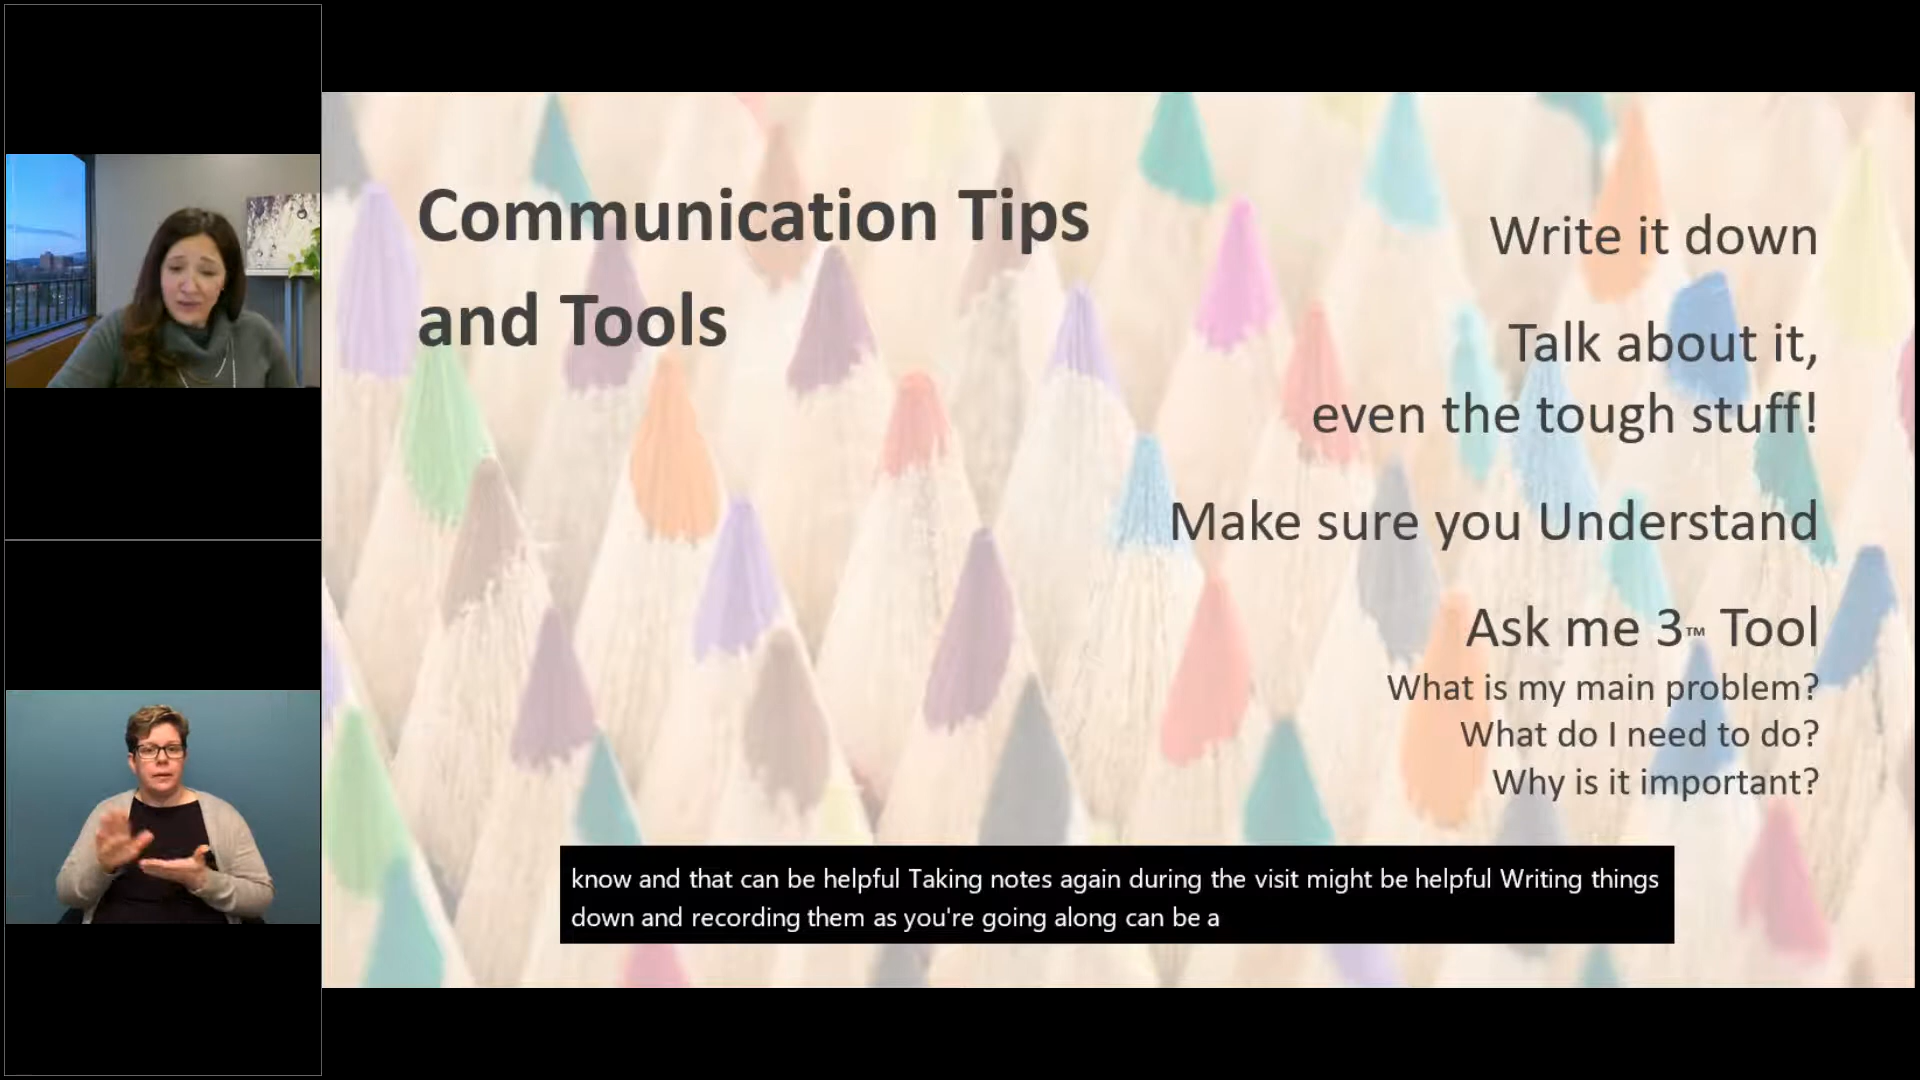 Communication Tips
and Tools
Write it down
Talk about it,
even the tough stuff!
Make sure you Understand
Ask me 3™ Tool
What is my main problem?
What do I need to do?
Why is it important?
know and that can be helpful Taking notes again during the visit might be helpful Writing things
down and recording them as you're going along can be a